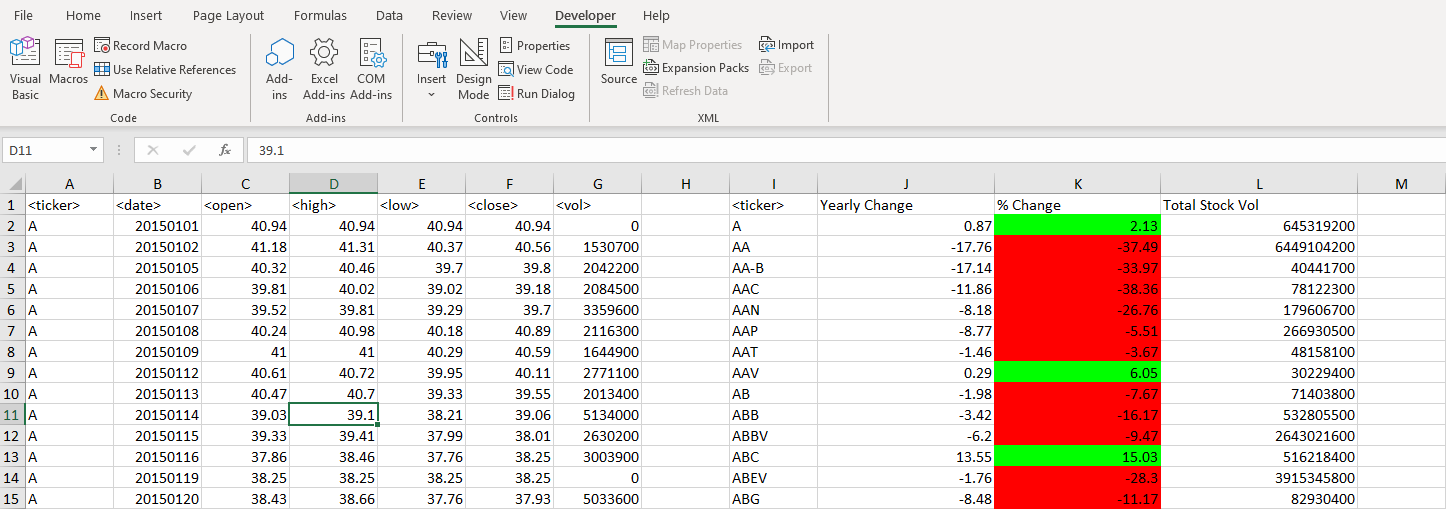 File Home Insert Page Layout Formulas Data Review View Developer Help
Visual Basic
Macros
Record Macro
Use Relative References
Macro Security
Code
Add-ins
Excel Add-ins
COM Add-ins
Add-ins
Insert
Design Mode
Properties
View Code
Run Dialog
Controls
Source
Map Properties
Expansion Packs
Refresh Data
Import
Export
XML
D11 fx 39.1
A B C D E F G H I J K L M
1 <ticker> <date> <open> <high> <low> <close> <vol> <ticker> Yearly Change % Change Total Stock Vol
2 A 20150101 40.94 40.94 40.94 40.94 0 A 0.87 2.13 645319200
3 A 20150102 41.18 41.31 40.37 40.56 1530700 AA -17.76 -37.49 6449104200
4 A 20150105 40.32 40.46 39.7 39.8 2042200 AA-B -17.14 -33.97 40441700
5 A 20150106 39.81 40.02 39.02 39.18 2084500 AAC -11.86 -38.36 78122300
6 A 20150107 39.52 39.81 39.29 39.7 3359600 AAN -8.18 -26.76 179606700
7 A 20150108 40.24 40.98 40.18 40.89 2116300 AAP -8.77 -5.51 266930500
8 A 20150109 41 41 40.29 40.59 1644900 AAT -1.46 -3.67 48158100
9 A 20150112 40.61 40.72 39.95 40.11 2771100 AAV 0.29 6.05 30229400
10 A 20150113 40.47 40.7 39.33 39.55 2013400 AB -1.98 -7.67 71403800
11 A 20150114 39.03 39.1 38.21 39.06 5134000 ABB -3.42 -16.17 532805500
12 A 20150115 39.33 39.41 37.99 38.01 2630200 ABBV -6.2 -9.47 2643021600
13 A 20150116 37.86 38.46 37.76 38.25 3003900 ABC 13.55 15.03 516218400
14 A 20150119 38.25 38.25 38.25 38.25 0 ABEV -1.76 -28.3 3915345800
15 A 20150120 38.43 38.66 37.76 37.93 5033600 ABG -8.48 -11.17 82930400